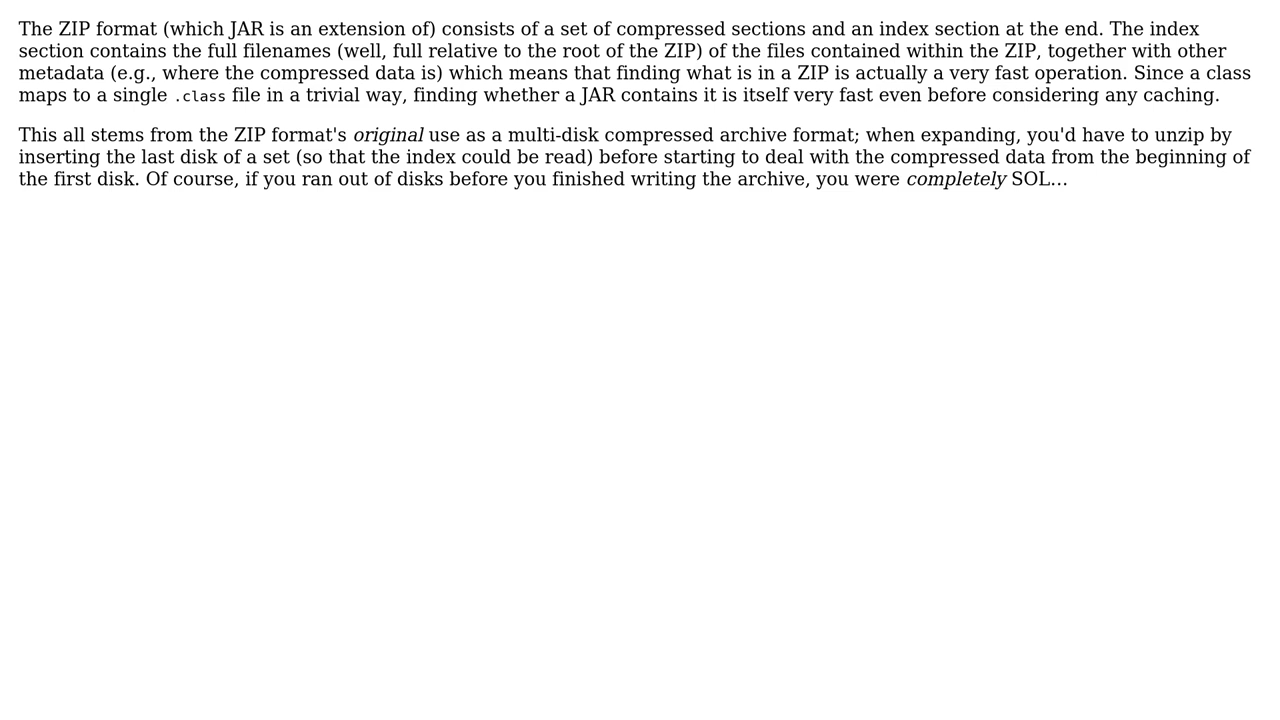 The ZIP format (which JAR is an extension of) consists of a set of compressed sections and an index section at the end. The index
section contains the full filenames (well, full relative to the root of the ZIP) of the files contained within the ZIP, together with other
metadata (e.g., where the compressed data is) which means that finding what is in a ZIP is actually a very fast operation. Since a class
maps to a single .class file in a trivial way, finding whether a JAR contains it is itself very fast even before considering any caching.
This all stems from the ZIP format's original use as a multi-disk compressed archive format; when expanding, you'd have to unzip by
inserting the last disk of a set (so that the index could be read) before starting to deal with the compressed data from the beginning of
the first disk. Of course, if you ran out of disks before you finished writing the archive, you were completely SOL…